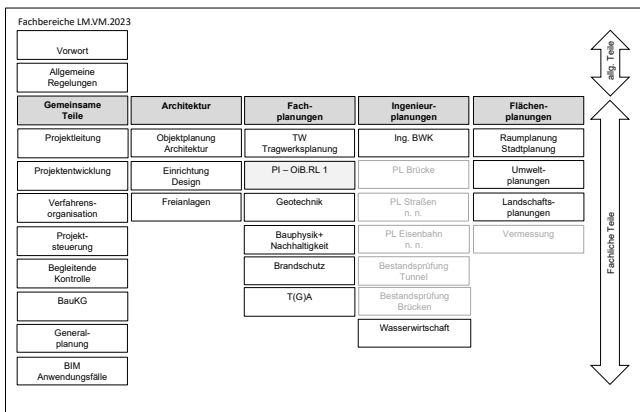 Fachbereiche LM.VM.2023
Vorwort
Allgemeine
Regelungen
allg. Teile
Gemeinsame
Teile
Architektur
Fach-
planungen
Ingenieur-
planungen
Flächen-
planungen
Projektleitung
Objektplanung
Architektur
TW
Tragwerksplanung
Ing. BWK
Raumplanung
Stadtplanung
Projektentwicklung
Einrichtung
Design
PI – OiB.RL 1
PL Brücke
Umwelt-
planungen
Verfahrens-
organisation
Freianlagen
Geotechnik
PL Straßen
n. n.
Landschafts-
planungen
Projekt-
steuerung
Bauphysik+
Nachhaltigkeit
PL Eisenbahn
n. n.
Vermessung
Begleitende
Kontrolle
Brandschutz
Bestandsprüfung
Tunnel
BauKG
T(G)A
Bestandsprüfung
Brücken
General-
planung
Wasserwirtschaft
BIM
Anwendungsfälle
Fachliche Teile